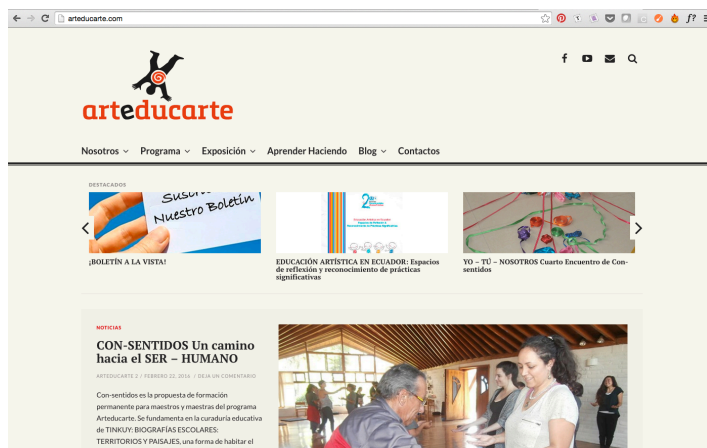 arteducarte.com
arteducarte
Nosotros Programa Exposición Aprender Haciendo Blog Contactos
DESTACADOS
Nuestro Boletín
¡BOLETÍN A LA VISTA!
EDUCACIÓN ARTÍSTICA EN ECUADOR: Espacios
de reflexión y reconocimiento de prácticas
significativas
YO – TÚ – NOSOTROS Cuarto Encuentro de Con-
sentidos
NOTICIAS
CON-SENTIDOS Un camino
hacia el SER – HUMANO
ARTEDUCARTE 2 / FEBRERO 22, 2016 / DEJA UN COMENTARIO
Con-sentidos es la propuesta de formación
permanente para maestros y maestras del programa
Arteducarte. Se fundamenta en la curaduría educativa
de TINKUY: BIOGRAFÍAS ESCOLARES:
TERRITORIOS Y PAISAJES, una forma de habitar el